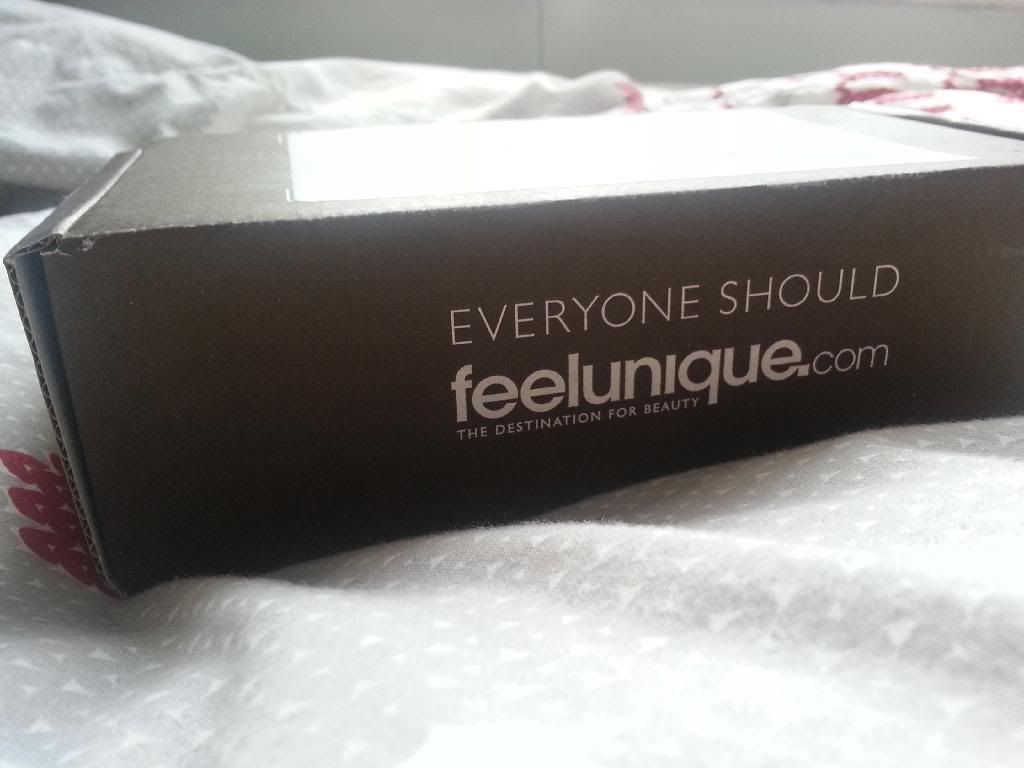 EVERYONE SHOULD
feelunique.com
THE DESTINATION FOR BEAUTY